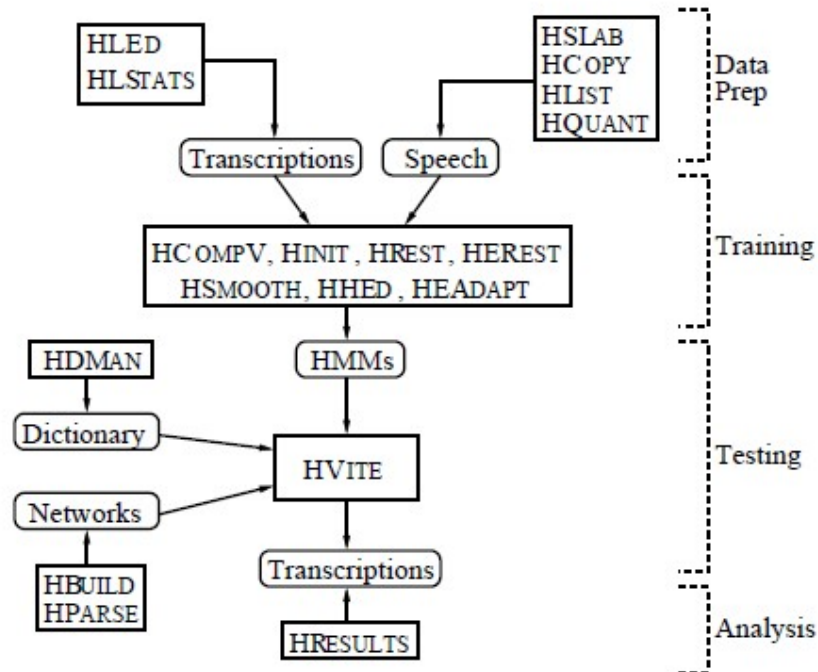 HLED
HLSTATS
HSLAB
HCOPY
HLIST
HQUANT
Data
Prep
Transcriptions
Speech
HCOMPV, HINIT, HREST, HEREST
HSMOOTH, HHED, HEADAPT
Training
HMMs
HDMAN
Dictionary
HVITE
Testing
Networks
Transcriptions
HBUILD
HPARSE
HRESULTS
Analysis